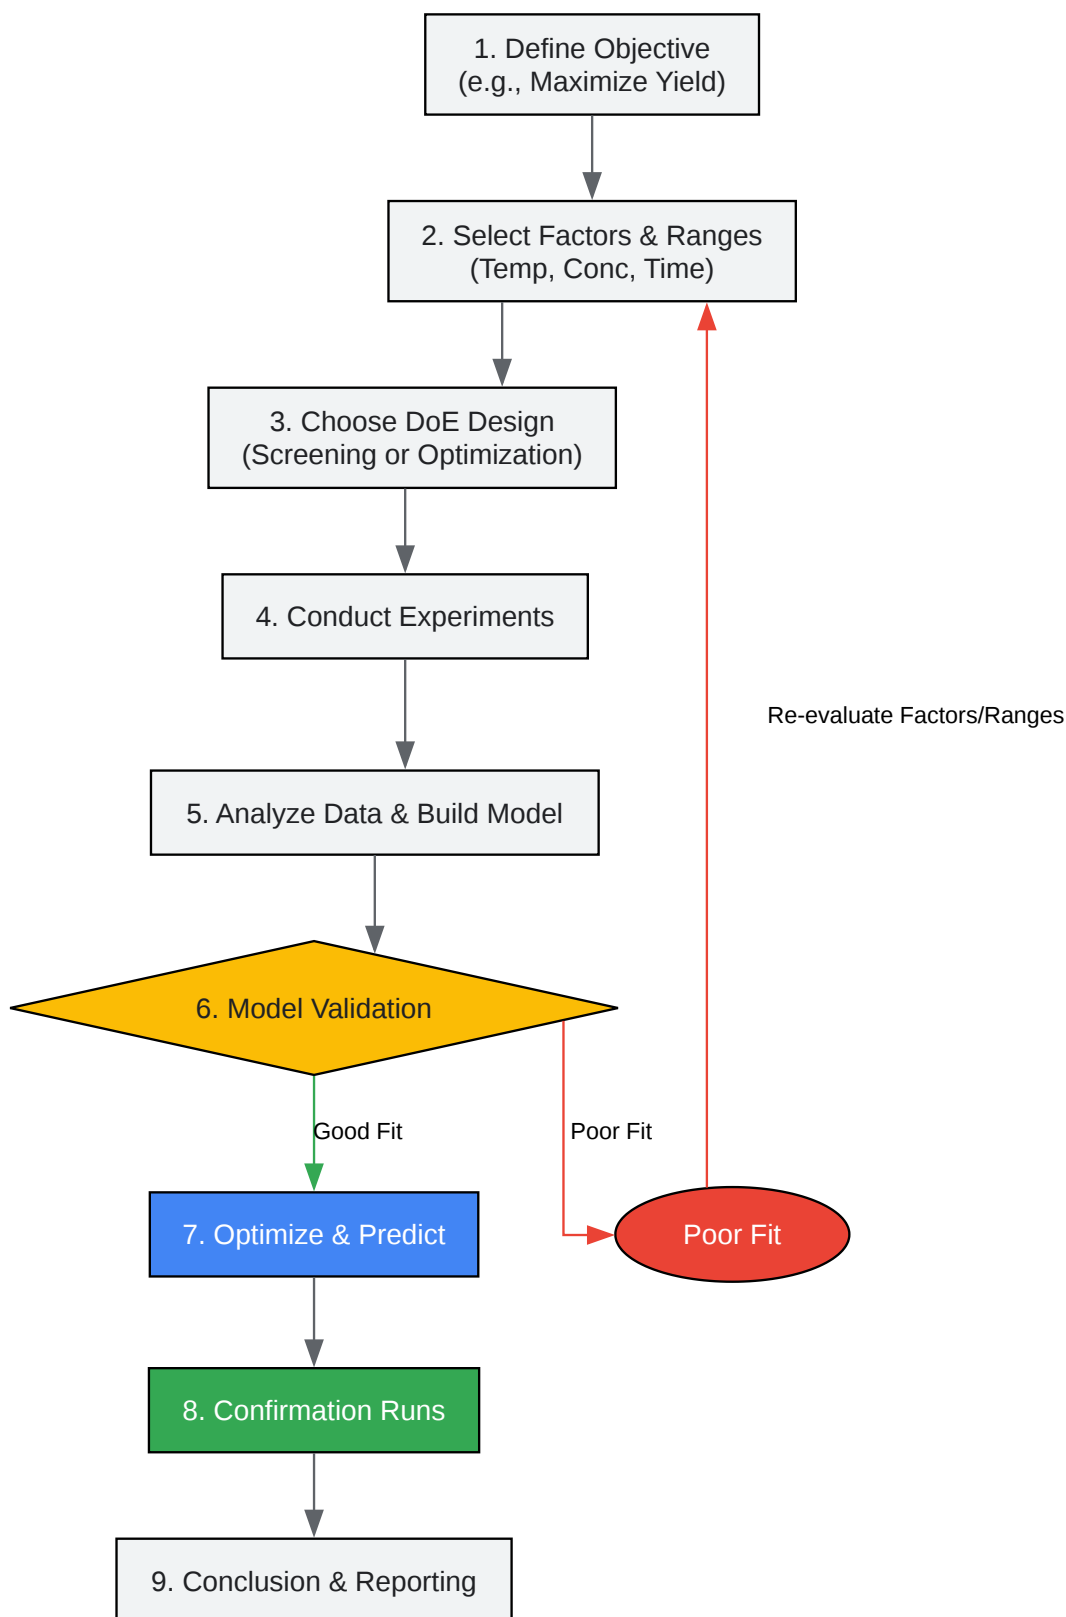 1. Define Objective
(e.g., Maximize Yield)
2. Select Factors & Ranges
(Temp, Conc, Time)
3. Choose DoE Design
(Screening or Optimization)
4. Conduct Experiments
Re-evaluate Factors/Ranges
5. Analyze Data & Build Model
6. Model Validation
Good Fit
Poor Fit
7. Optimize & Predict
Poor Fit
8. Confirmation Runs
9. Conclusion & Reporting